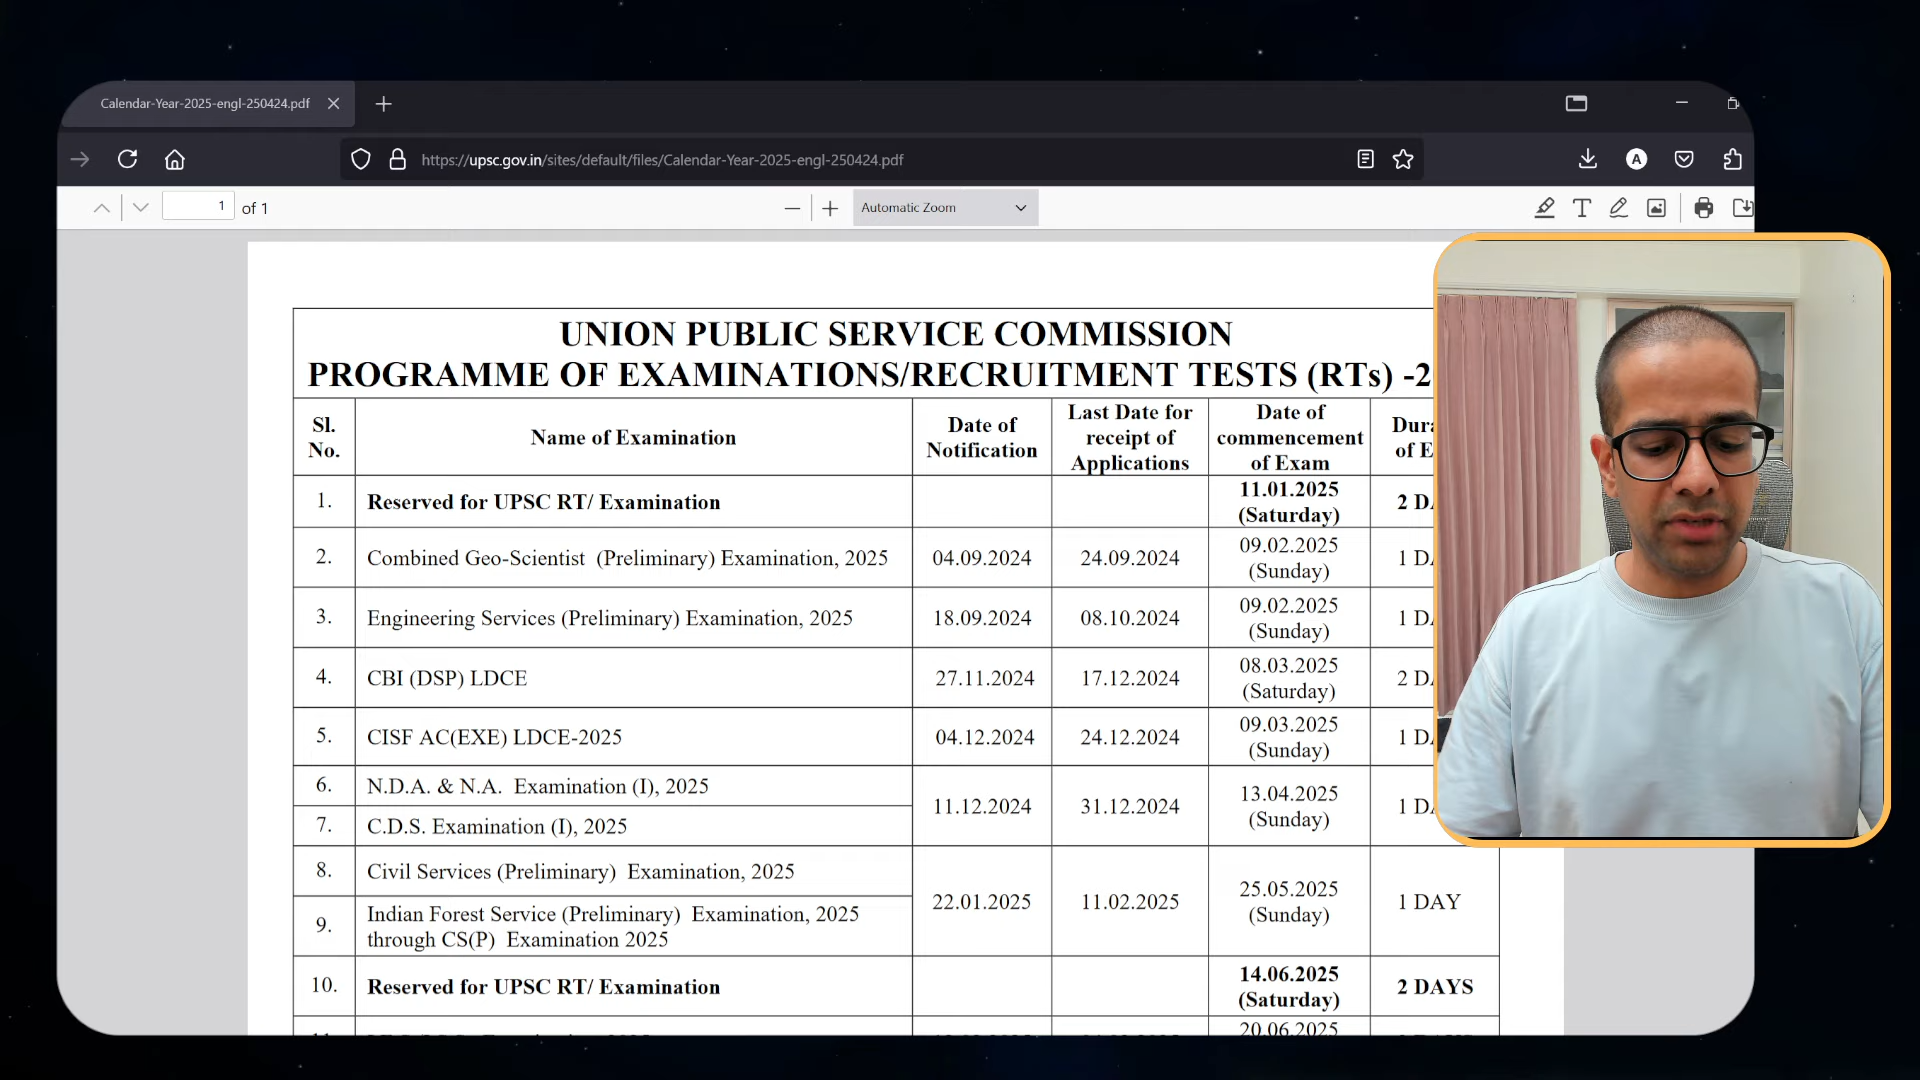 Calendar-Year-2025-engl-250424.pdf
A
https://upsc.gov.in/sites/default/files/Calendar-Year-2025-engl-250424.pdf
1 of 1
Automatic Zoom
UNION PUBLIC SERVICE COMMISSION
PROGRAMME OF EXAMINATIONS/RECRUITMENT TESTS (RTs) -2
Sl. No. Name of Examination Date of Notification Last Date for receipt of Applications Date of commencement of Exam
1. Reserved for UPSC RT/ Examination 11.01.2025 (Saturday) 2
2. Combined Geo-Scientist (Preliminary) Examination, 2025 04.09.2024 24.09.2024 09.02.2025 (Sunday) 1
3. Engineering Services (Preliminary) Examination, 2025 18.09.2024 08.10.2024 09.02.2025 (Sunday) 1
4. CBI (DSP) LDCE 27.11.2024 17.12.2024 08.03.2025 (Saturday) 2
5. CISF AC(EXE) LDCE-2025 04.12.2024 24.12.2024 09.03.2025 (Sunday) 1
6. N.D.A. & N.A. Examination (I), 2025 11.12.2024 31.12.2024 13.04.2025 (Sunday) 1
7. C.D.S. Examination (I), 2025
8. Civil Services (Preliminary) Examination, 2025 22.01.2025 11.02.2025 25.05.2025 (Sunday) 1 DAY
9. Indian Forest Service (Preliminary) Examination, 2025 through CS(P) Examination 2025
10. Reserved for UPSC RT/ Examination 14.06.2025 (Saturday) 2 DAYS
20.06.2025